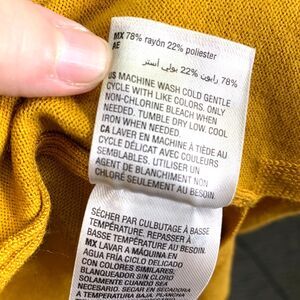 MX 78% rayón 22% poliester
AE
78% رايون 22% بولي أستر
US MACHINE WASH COLD GENTLE
CYCLE WITH LIKE COLORS. ONLY
NON-CHLORINE BLEACH WHEN
NEEDED. TUMBLE DRY LOW. COOL
IRON WHEN NEEDED
CA LAVER EN MACHINE À TIÈDE AU
CYCLE DÉLICAT AVEC COULEURS
SEMBLABLES. UTILISER UN
AGENT DE BLANCHIMENT NON
CHLORÉ SEULEMENT AU BESOIN.
SÉCHER PAR CULBUTAGE À BASSE
TEMPÉRATURE. REPASSER À
BASSE TEMPÉRATURE AU BESOIN.
MX LAVAR A MÁQUINA EN
AGUA FRÍA CICLO DELICADO
CON COLORES SIMILARES.
BLANQUEADOR SIN CLORO
SOLAMENTE CUANDO SEA
NECESARIO. SECAR EN SECADORA
A TEMPERATURA BAJA. PLANCHA